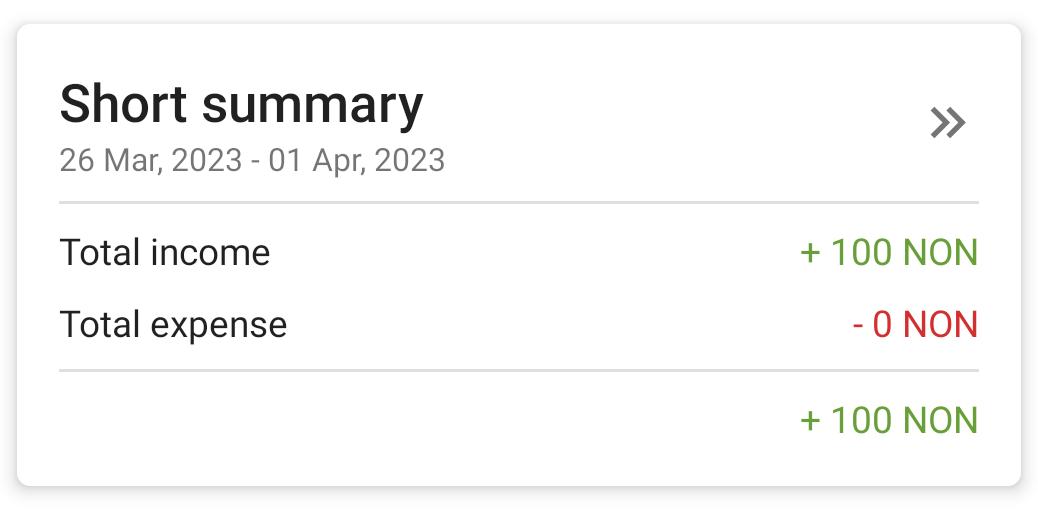 Short summary
26 Mar, 2023 - 01 Apr, 2023
Total income + 100 NON
Total expense - 0 NON
+ 100 NON